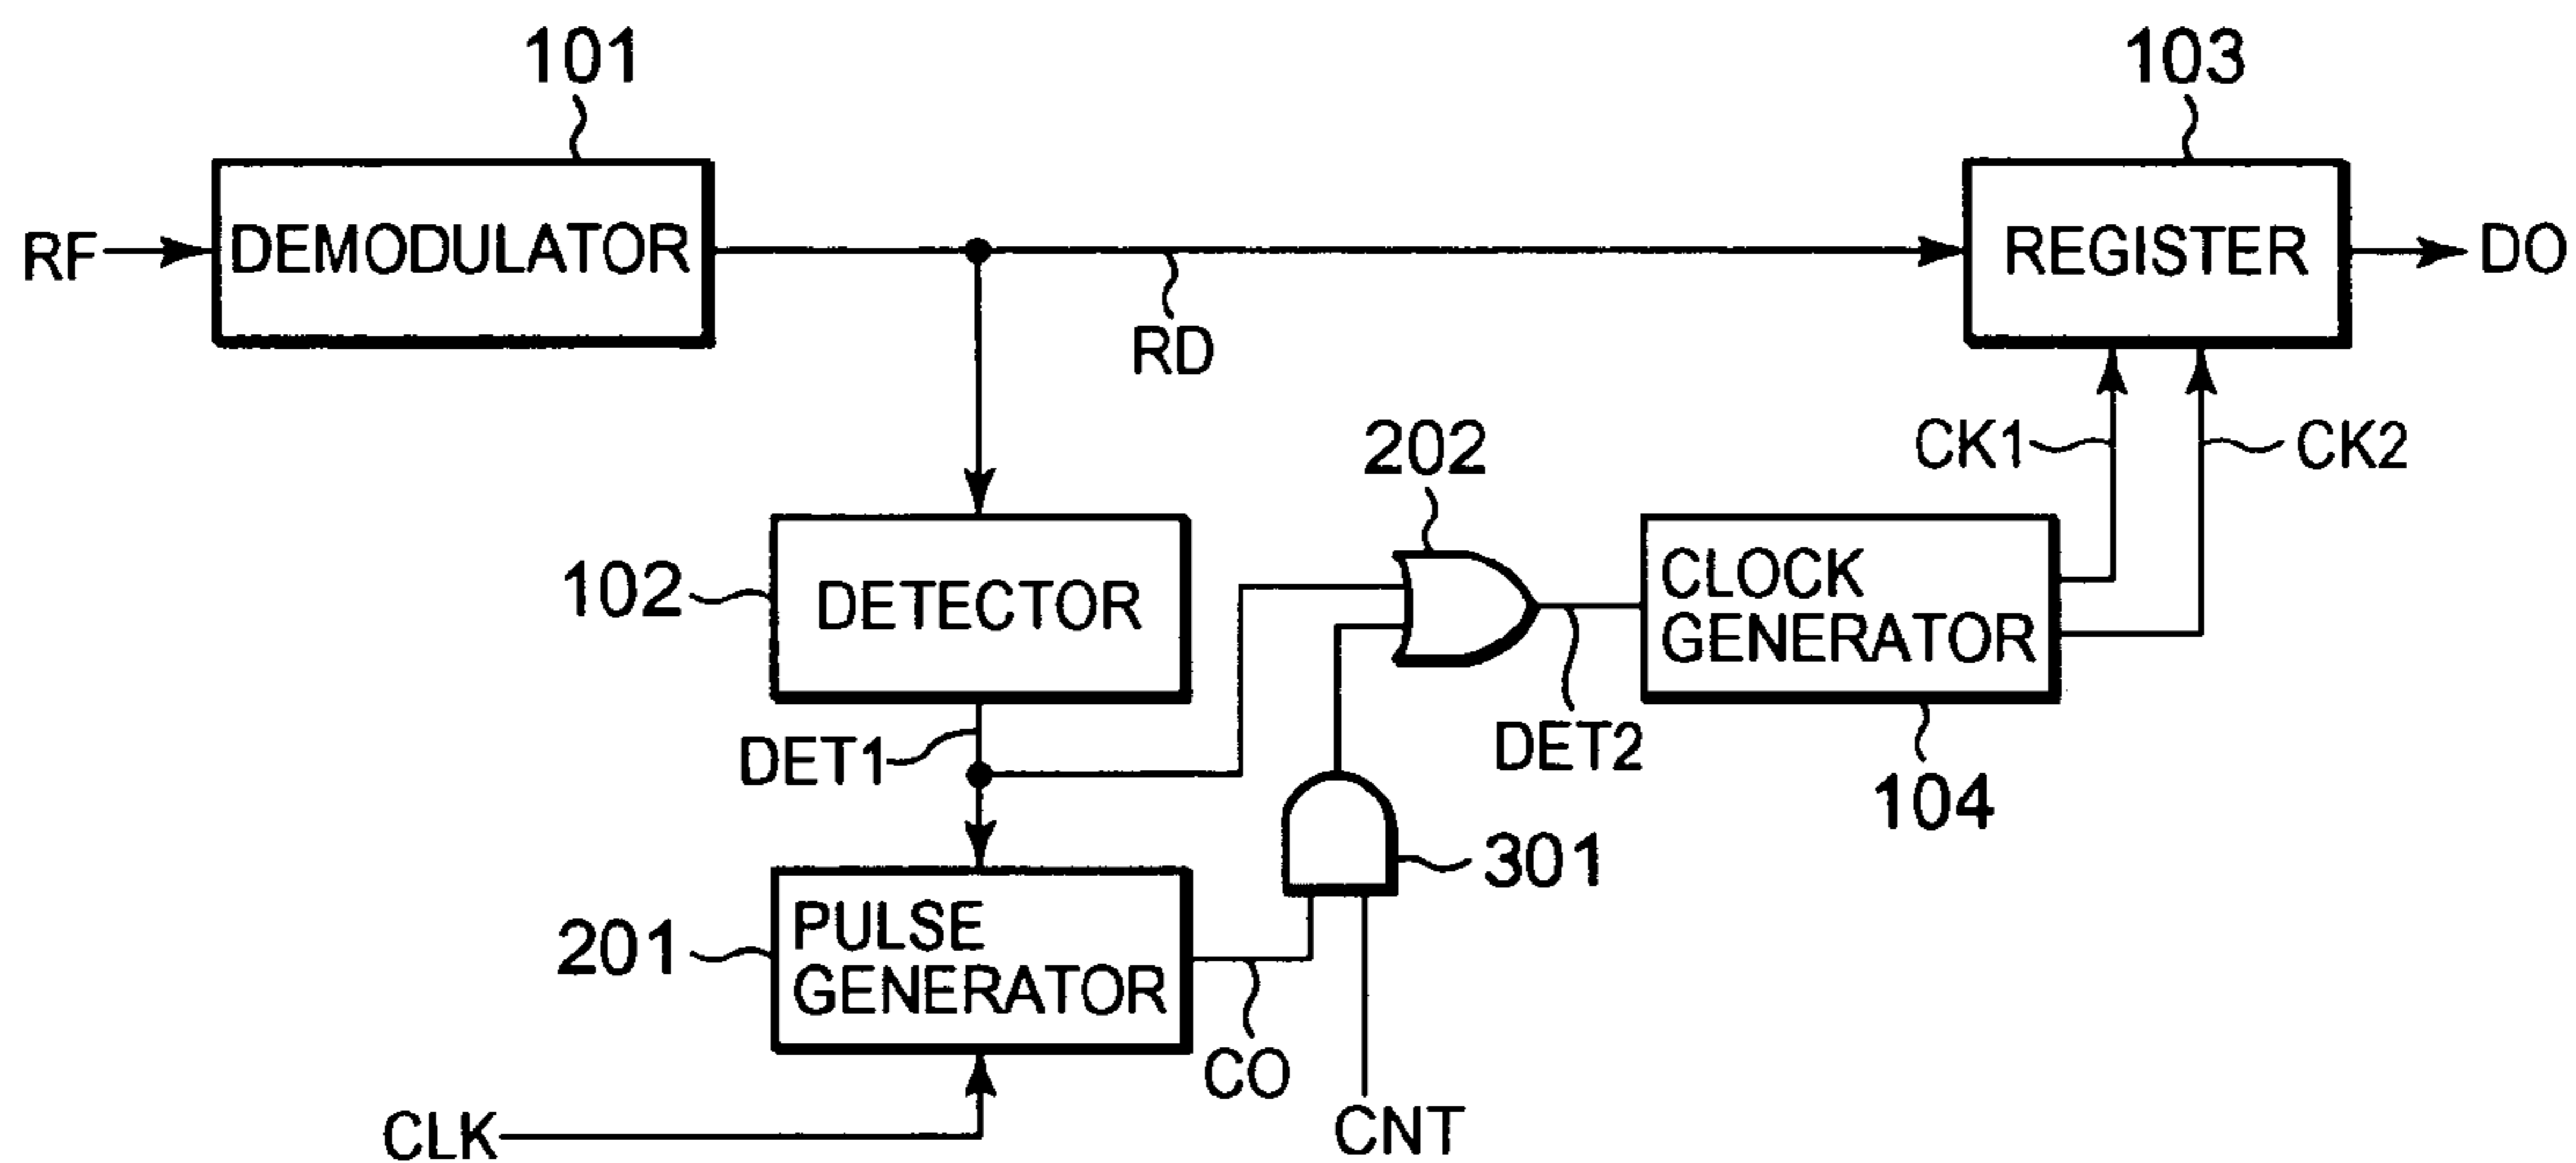 101
103
RF
DEMODULATOR
REGISTER
DO
RD
202
CK1
CK2
102
DETECTOR
CLOCK
GENERATOR
DET1
DET2
104
301
201
PULSE
GENERATOR
CO
CLK
CNT